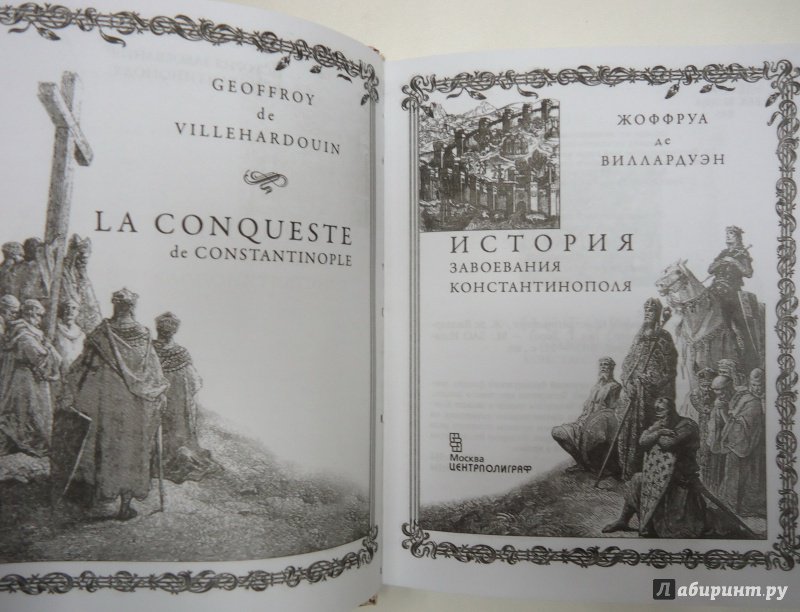 GEOFFROY
de
VILLEHARDOUIN
LA CONQUESTE
de CONSTANTINOPLE
ЖОФФРУА
де
ВИЛЛАРДУЭН
ИСТОРИЯ
ЗАВОЕВАНИЯ
КОНСТАНТИНОПОЛЯ
Москва
ЦЕНТРПОЛИГРАФ
Лабиринт.ру